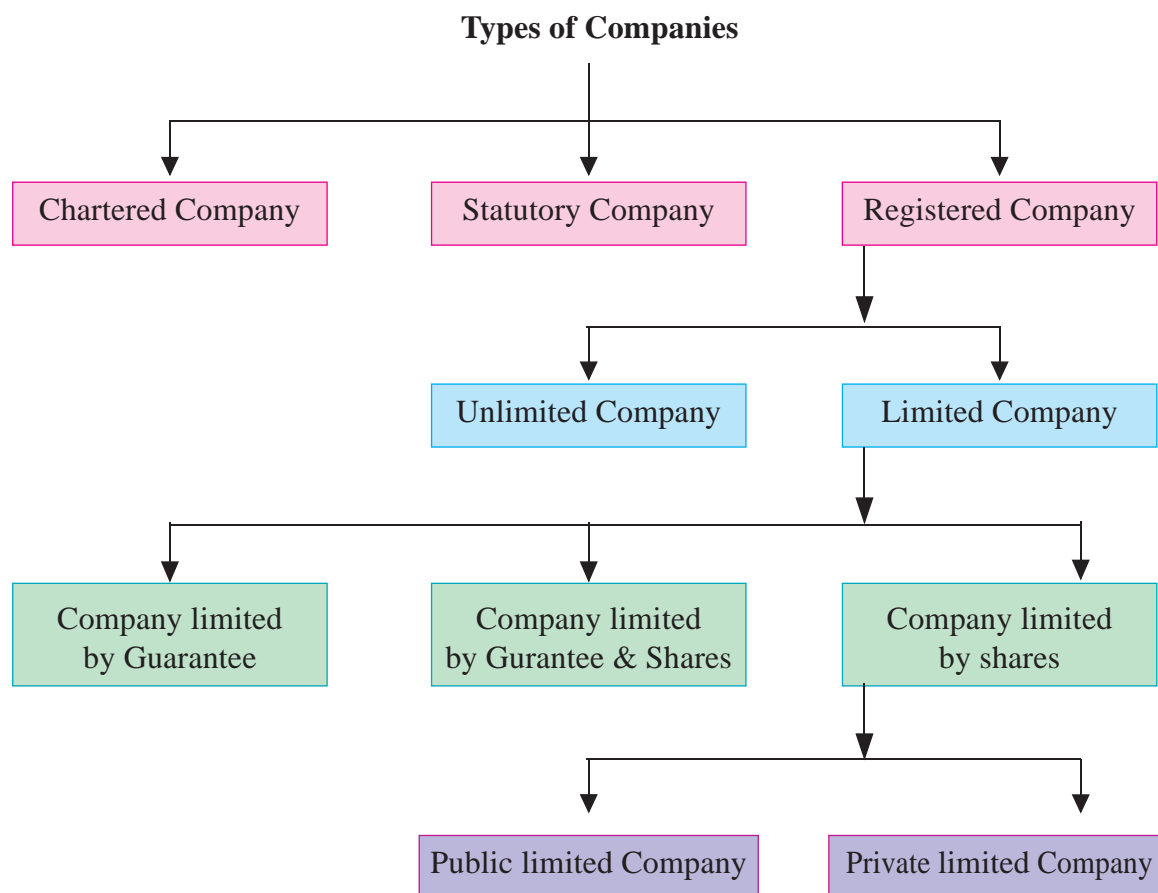 Types of Companies
Chartered Company
Statutory Company
Registered Company
Unlimited Company
Limited Company
Company limited
by Guarantee
Company limited
by Gurantee & Shares
Company limited
by shares
Public limited Company
Private limited Company